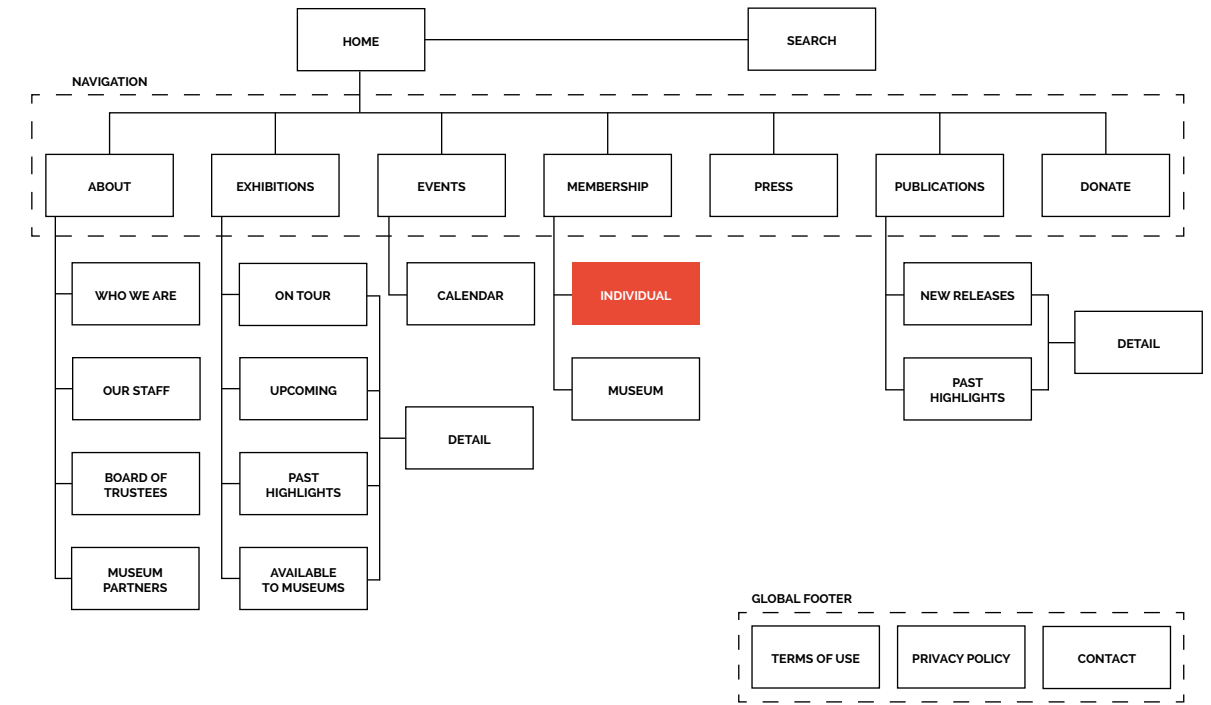 HOME
SEARCH
NAVIGATION
ABOUT
EXHIBITIONS
EVENTS
MEMBERSHIP
PRESS
PUBLICATIONS
DONATE
WHO WE ARE
ON TOUR
CALENDAR
INDIVIDUAL
NEW RELEASES
DETAIL
OUR STAFF
UPCOMING
MUSEUM
PAST
HIGHLIGHTS
DETAIL
BOARD OF
TRUSTEES
PAST
HIGHLIGHTS
MUSEUM
PARTNERS
AVAILABLE
TO MUSEUMS
GLOBAL FOOTER
TERMS OF USE
PRIVACY POLICY
CONTACT